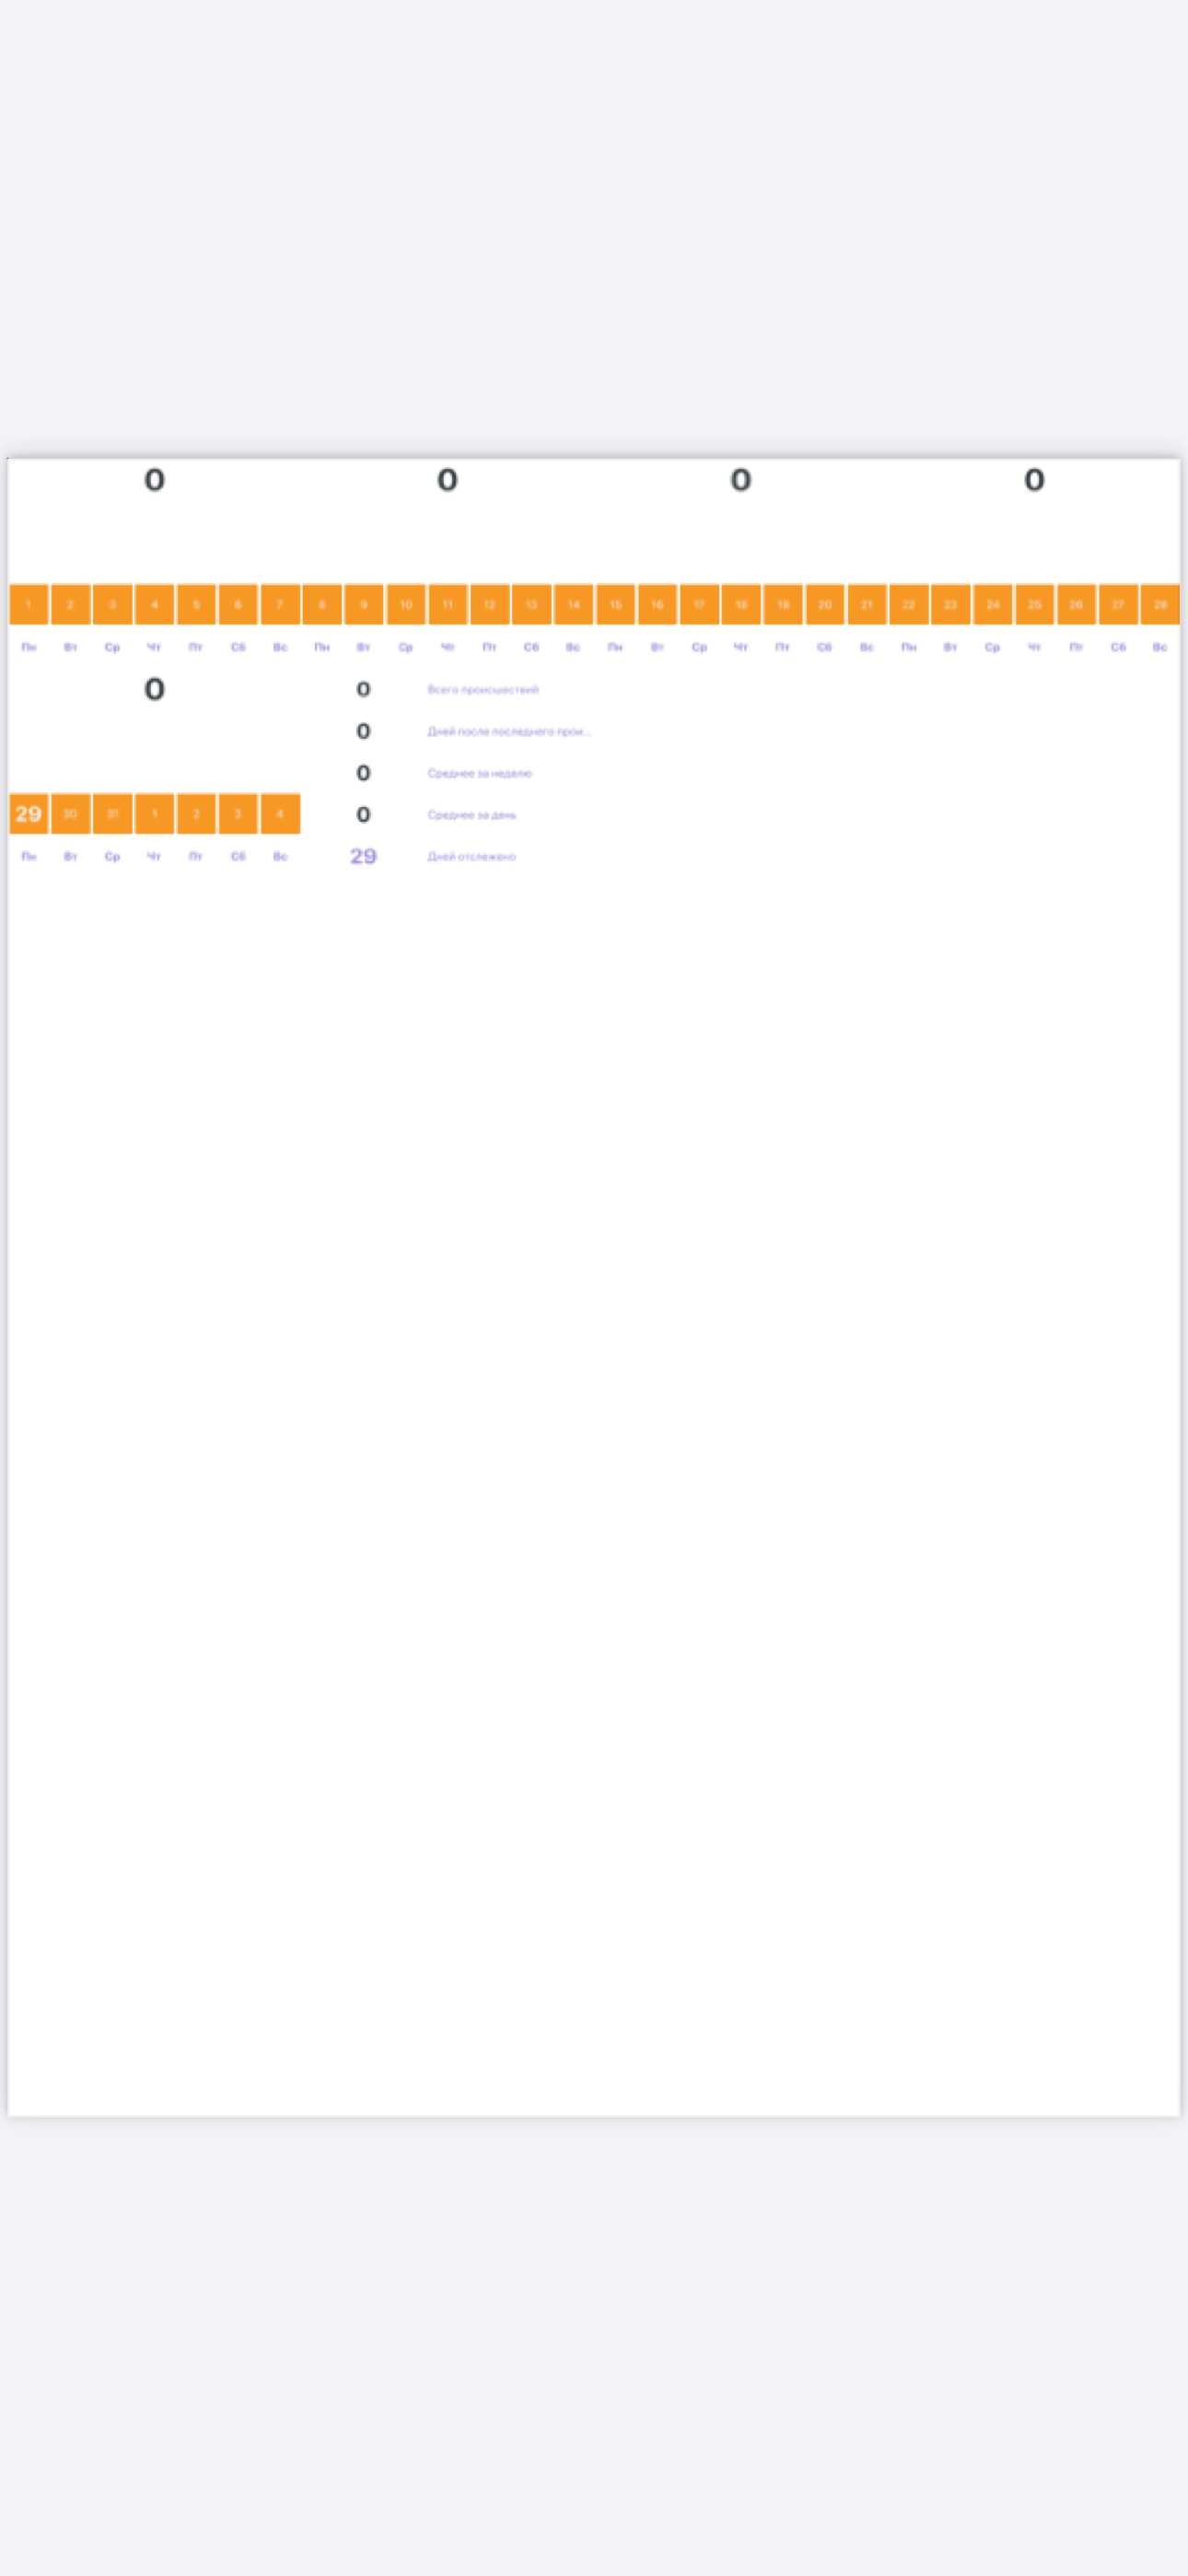 0 0 0 0
1 2 3 4 5 6 7 8 9 10 11 12 13 14 15 16 17 18 19 20 21 22 23 24 25 26 27 28
Пн Вт Ср Чт Пт Сб Вс Пн Вт Ср Чт Пт Сб Вс Пн Вт Ср Чт Пт Сб Вс Пн Вт Ср Чт Пт Сб Вс
0 0 Всего происшествий
0 Дней после последнего прои...
0 Среднее за неделю
29 30 31 1 2 3 4 0 Среднее за день
Пн Вт Ср Чт Пт Сб Вс 29 Дней отслежено